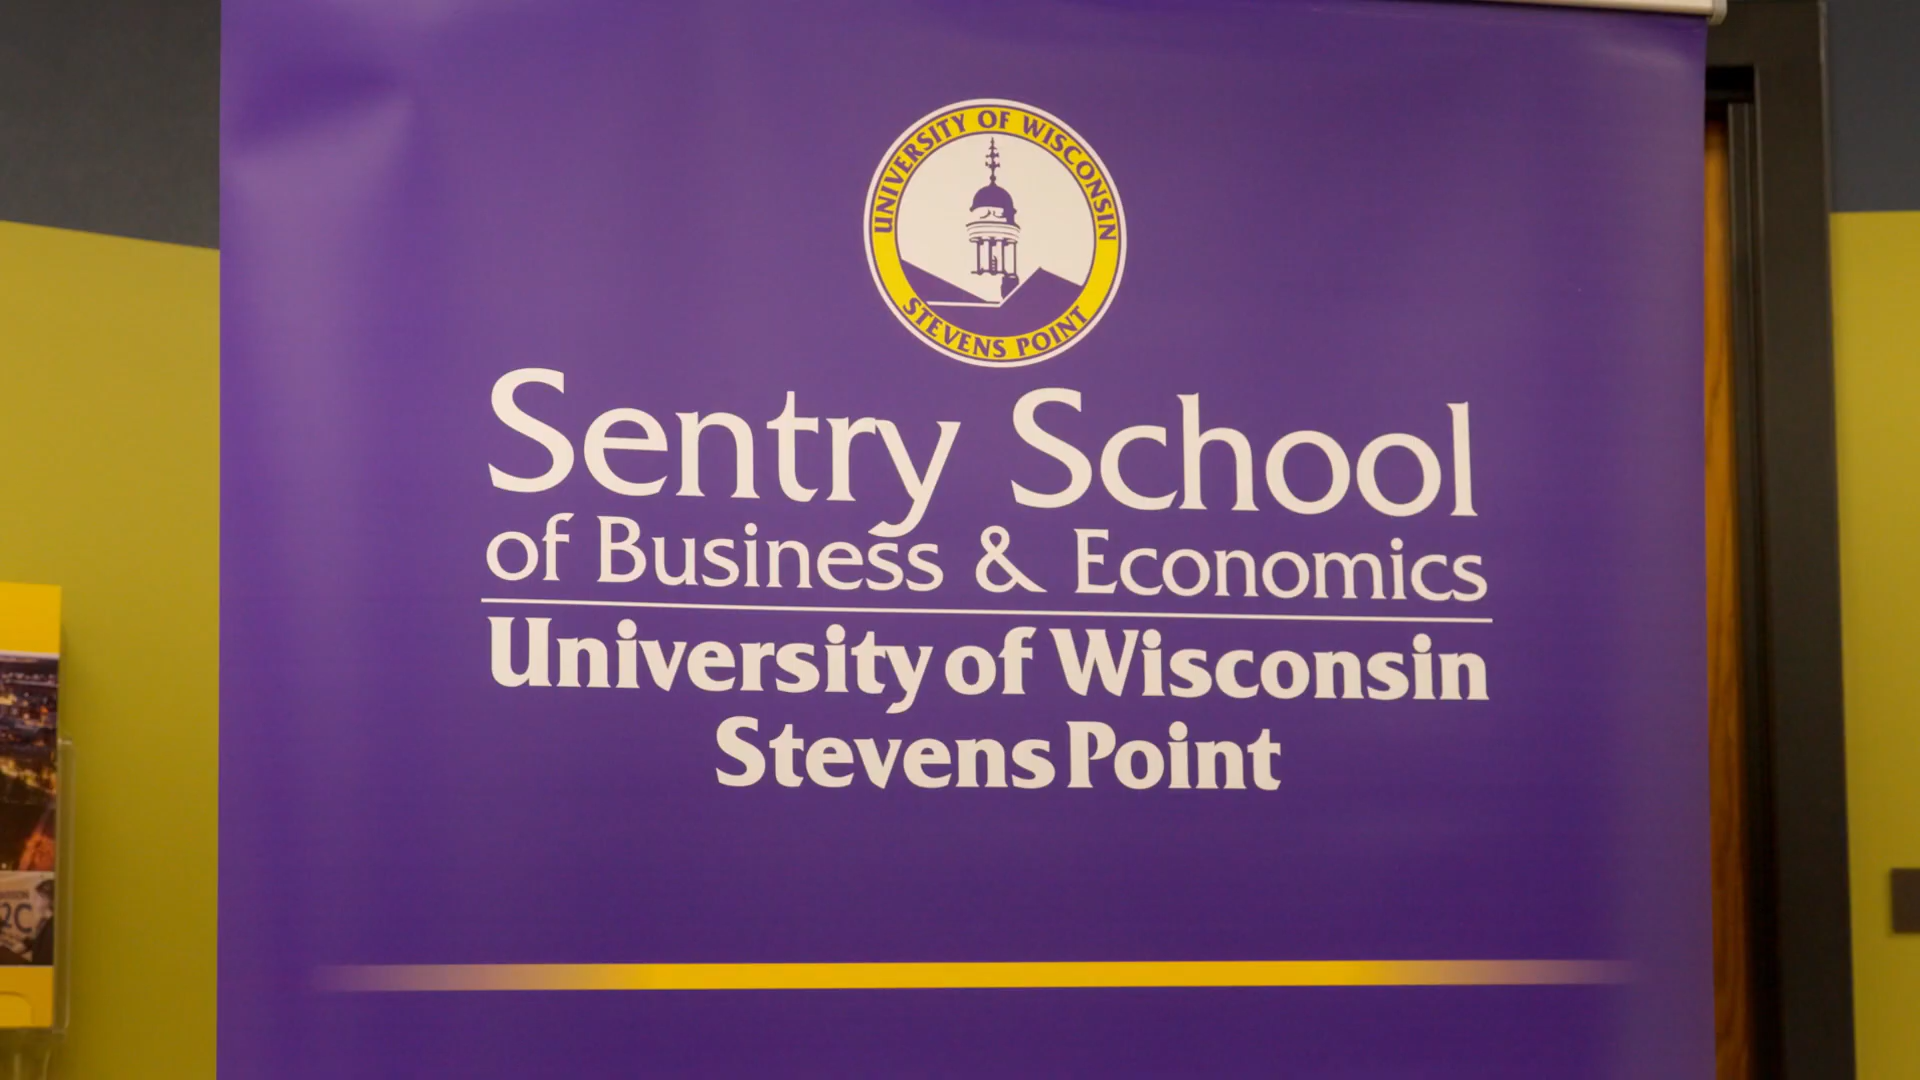 UNIVERSITY OF WISCONSIN
STEVENS POINT
Sentry School
of Business & Economics
University of Wisconsin
Stevens Point